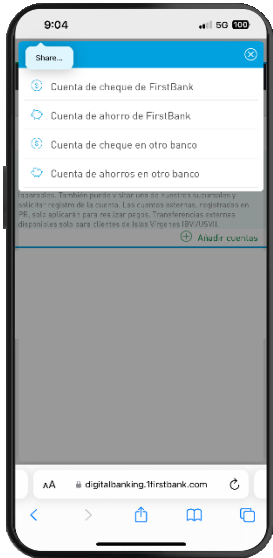 9:04
5G 100
Share...
Cuenta de cheque de FirstBank
Cuenta de ahorro de FirstBank
Cuenta de cheque en otro banco
Cuenta de ahorros en otro banco
laborables. También puede visitar una de nuestras sucursales y
solicitar registro de la cuenta. Las cuentas externas, registradas en
PR, solo aplicarán para realizar pagos. Transferencias externas
disponibles solo para clientes de Islas Vírgenes (BVI/USVI).
Añadir cuentas
AA digitalbanking.1firstbank.com